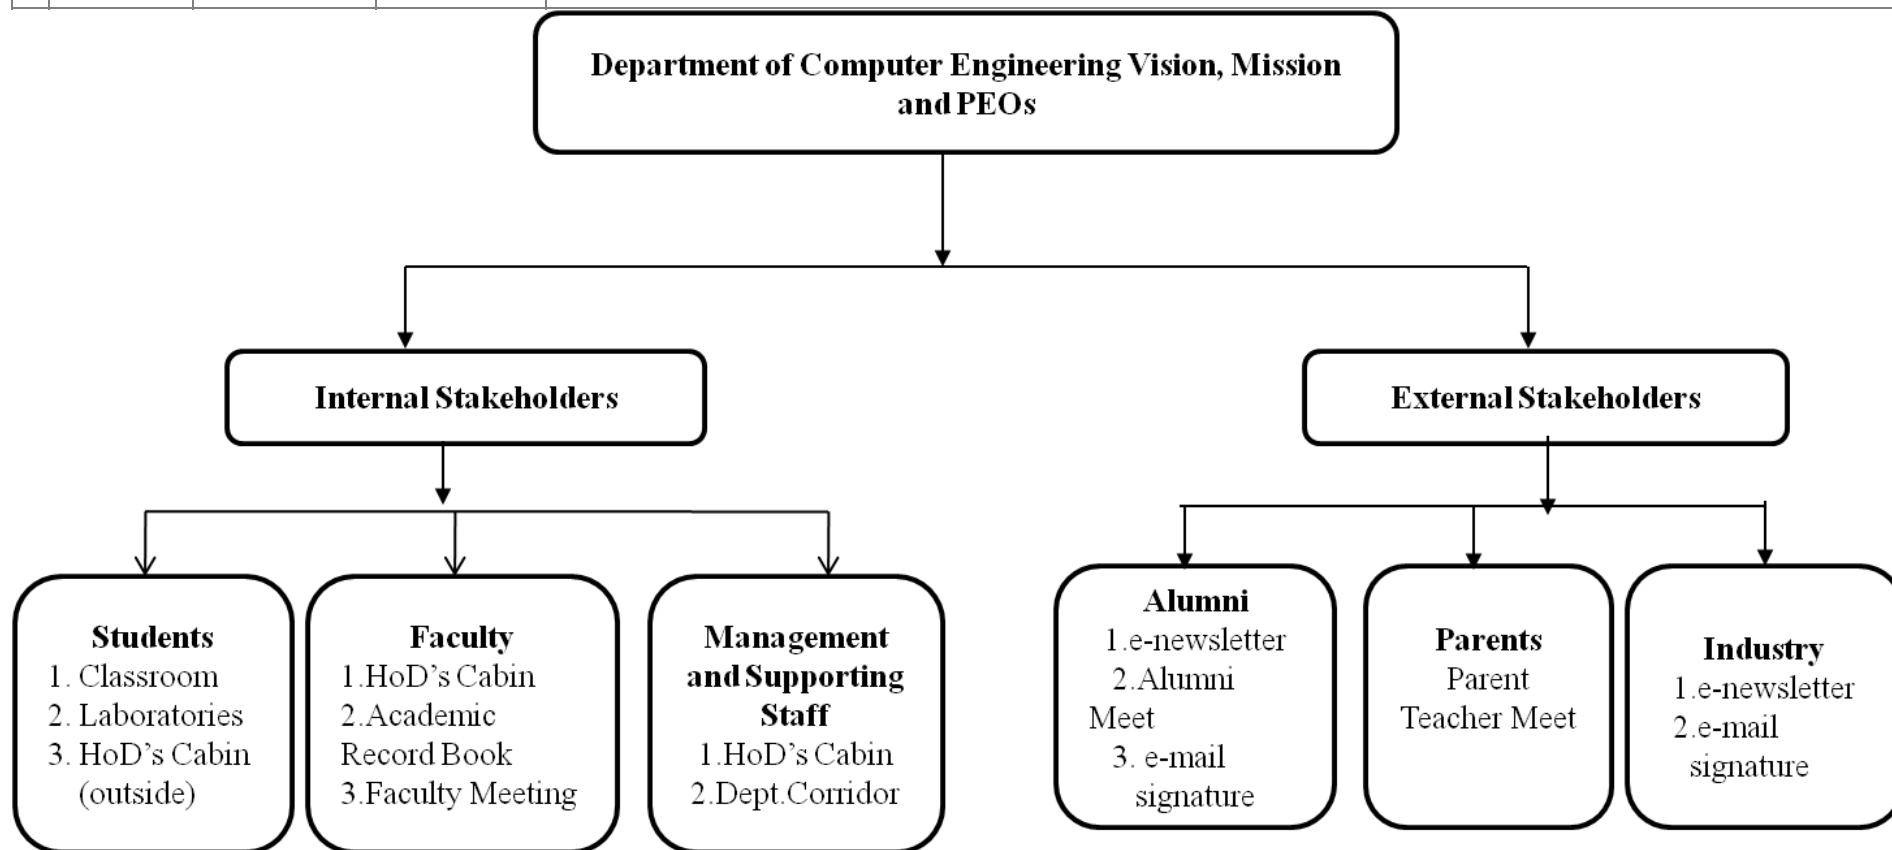 Department of Computer Engineering Vision, Mission
and PEOs
Internal Stakeholders
External Stakeholders
Students
1. Classroom
2. Laboratories
3. HoD’s Cabin
(outside)
Faculty
1.HoD’s Cabin
2.Academic
Record Book
3.Faculty Meeting
Management
and Supporting
Staff
1.HoD’s Cabin
2.Dept.Corridor
Alumni
1.e-newsletter
2.Alumni
Meet
3. e-mail
signature
Parents
Parent
Teacher Meet
Industry
1.e-newsletter
2.e-mail
signature